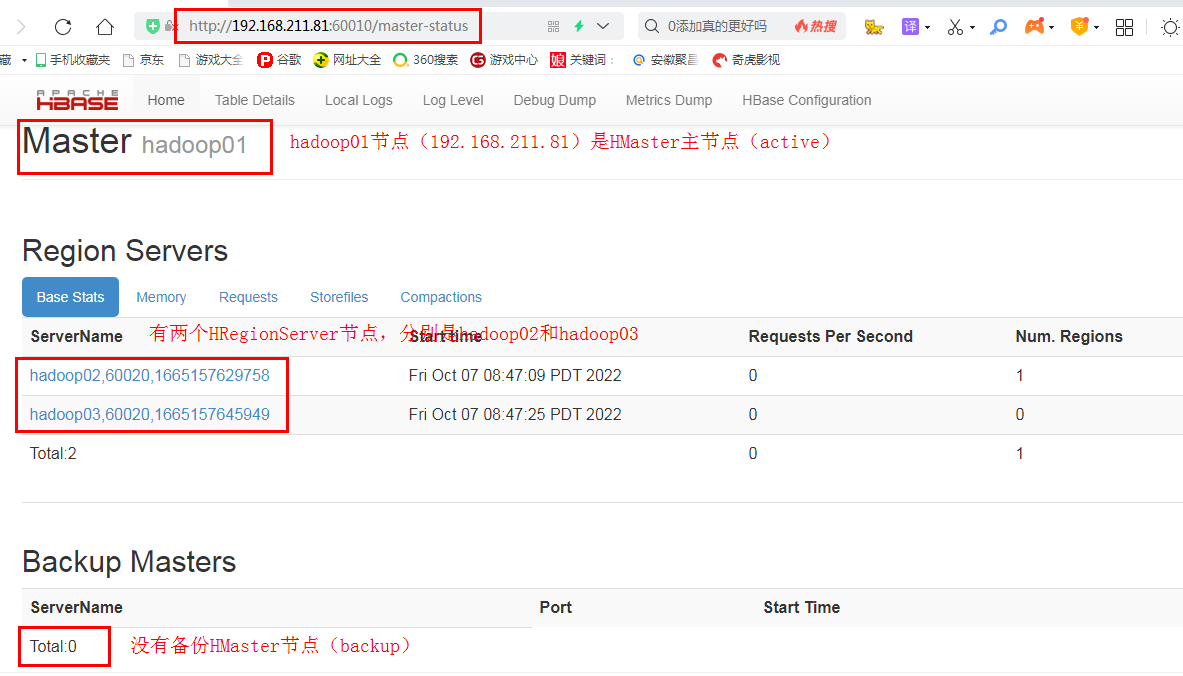 http://192.168.211.81:60010/master-status
0添加真的更好吗
热搜
译
手机收藏夹 京东 游戏大全 谷歌 网址大全 360搜索 游戏中心 娘 关键词: 安徽聚 奇虎影视
APACHE
HBASE
Home Table Details Local Logs Log Level Debug Dump Metrics Dump HBase Configuration
Master hadoop01
hadoop01节点（192.168.211.81）是HMaster主节点（active）
Region Servers
Base Stats Memory Requests Storefiles Compactions
有两个HRegionServer节点，分别是hadoop02和hadoop03
ServerName Start time Requests Per Second Num. Regions
hadoop02,60020,1665157629758 Fri Oct 07 08:47:09 PDT 2022 0 1
hadoop03,60020,1665157645949 Fri Oct 07 08:47:25 PDT 2022 0 0
Total:2 0 1
Backup Masters
ServerName Port Start Time
Total:0
没有备份HMaster节点（backup）